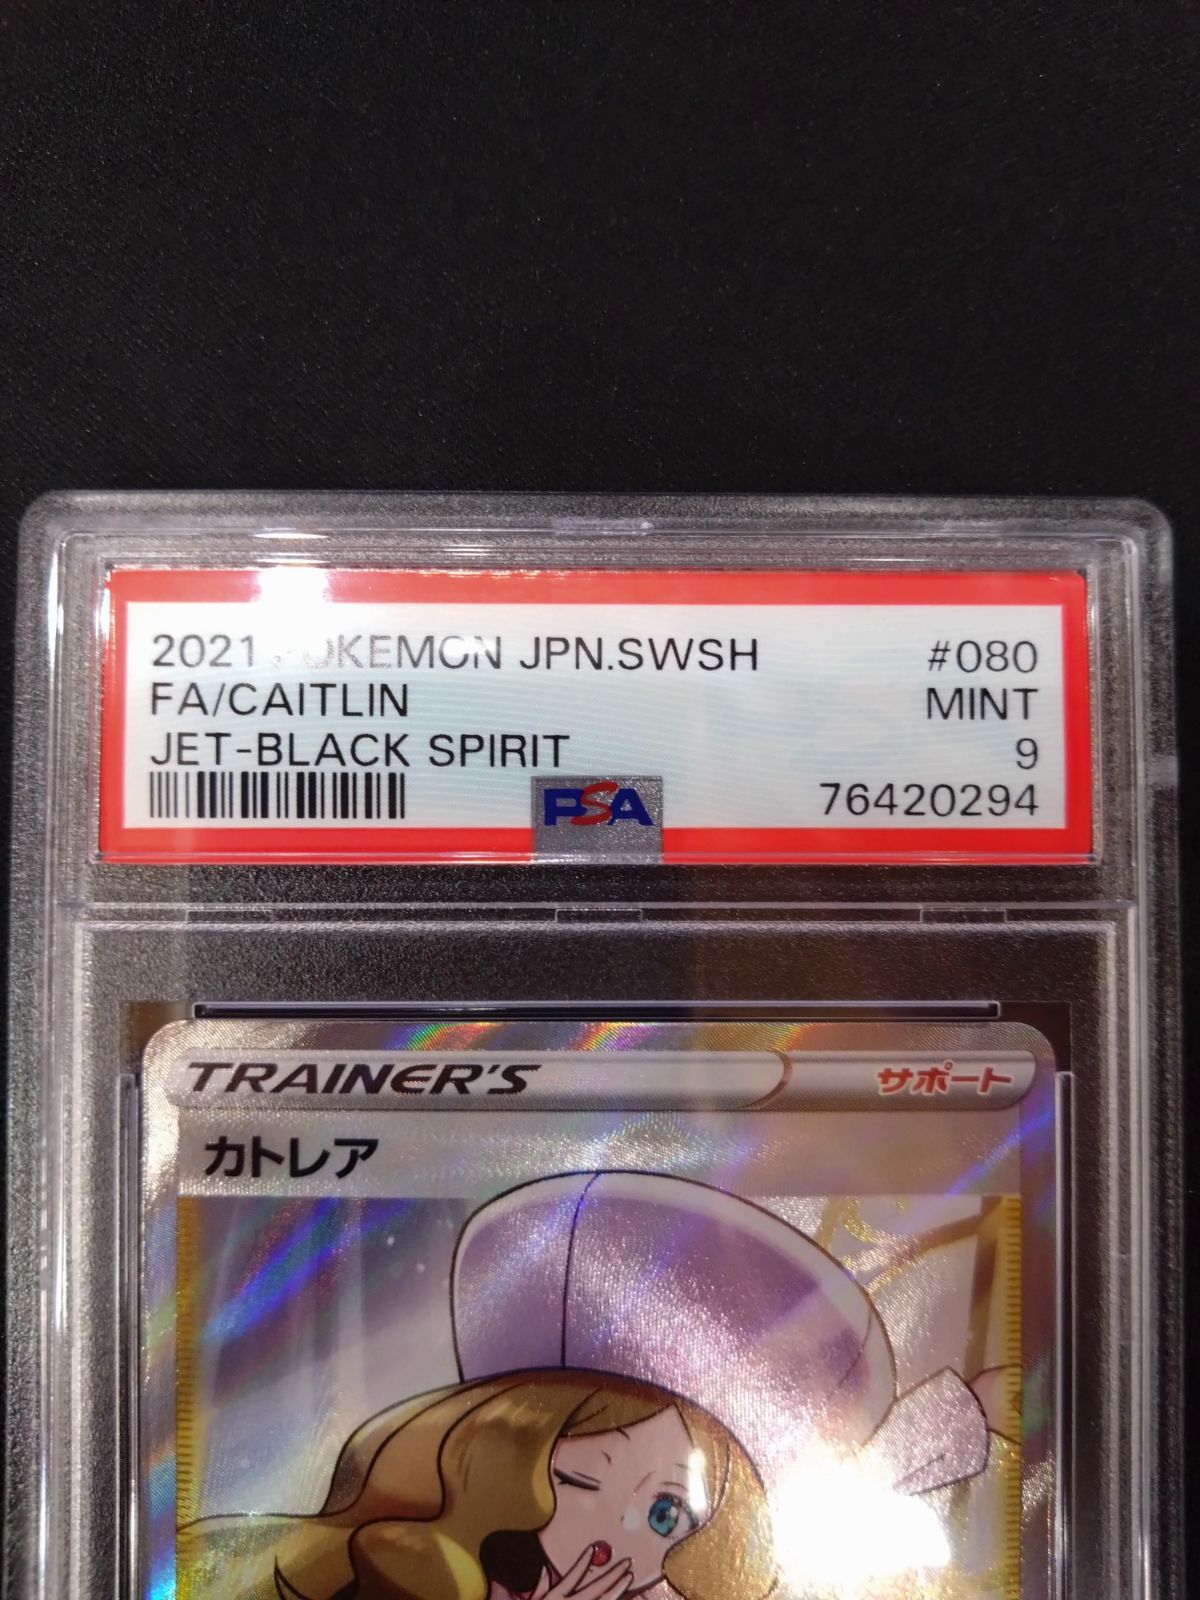 2021 POKEMON JPN.SWSH #080
FA/CAITLIN MINT
JET-BLACK SPIRIT 9
PSA 76420294
TRAINER'S サポート
カトレア